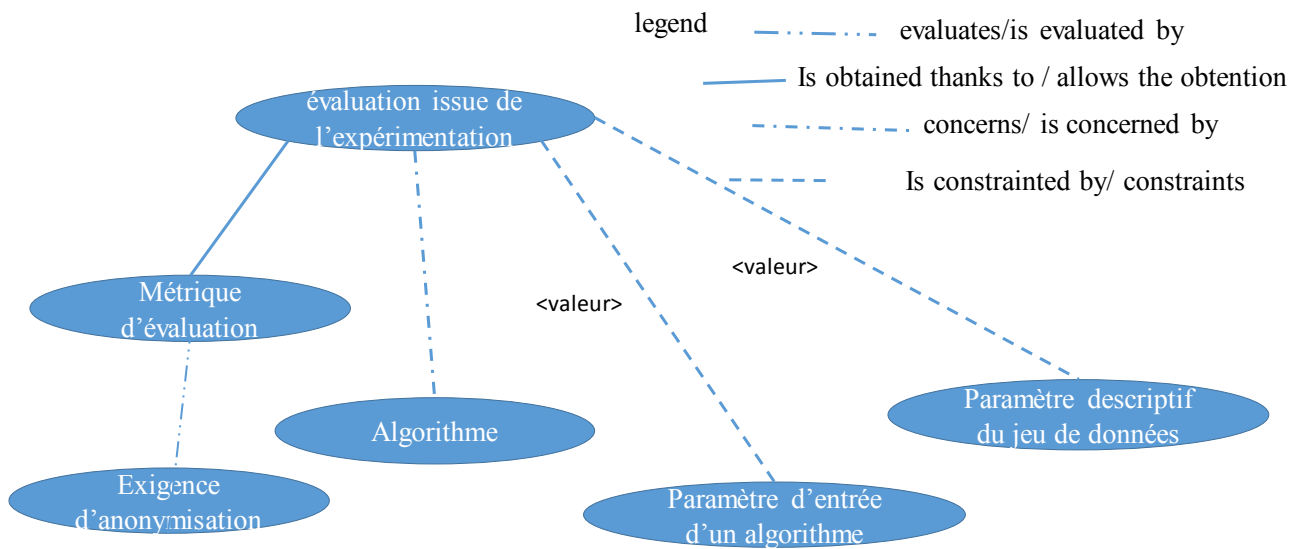 legend
evaluates/is evaluated by
Is obtained thanks to / allows the obtention
concerns/ is concerned by
Is constrainted by/ constraints
évaluation issue de
l’expérimentation
<valeur>
<valeur>
Métrique
d’évaluation
Algorithme
Paramètre descriptif
du jeu de données
Exigence
d’anonymisation
Paramètre d’entrée
d’un algorithme